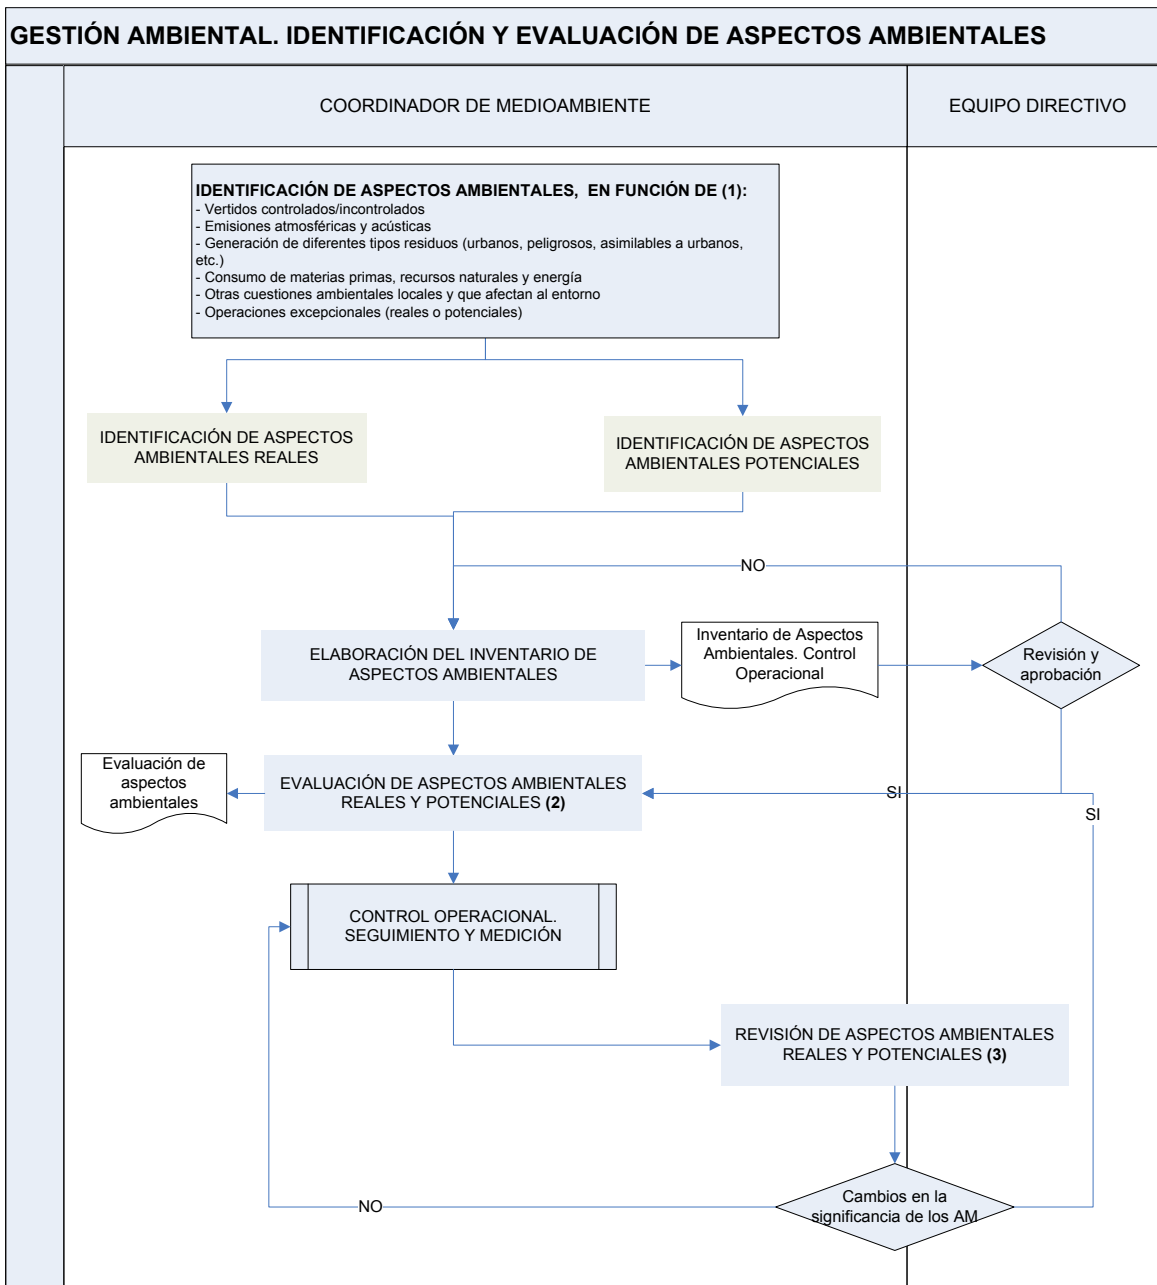 GESTIÓN AMBIENTAL. IDENTIFICACIÓN Y EVALUACIÓN DE ASPECTOS AMBIENTALES
COORDINADOR DE MEDIOAMBIENTE
EQUIPO DIRECTIVO
IDENTIFICACIÓN DE ASPECTOS AMBIENTALES, EN FUNCIÓN DE (1):
- Vertidos controlados/incontrolados
- Emisiones atmosféricas y acústicas
- Generación de diferentes tipos residuos (urbanos, peligrosos, asimilables a urbanos,
etc.)
- Consumo de materias primas, recursos naturales y energía
- Otras cuestiones ambientales locales y que afectan al entorno
- Operaciones excepcionales (reales o potenciales)
IDENTIFICACIÓN DE ASPECTOS
AMBIENTALES REALES
IDENTIFICACIÓN DE ASPECTOS
AMBIENTALES POTENCIALES
NO
ELABORACIÓN DEL INVENTARIO DE
ASPECTOS AMBIENTALES
Inventario de Aspectos
Ambientales. Control
Operacional
Revisión y
aprobación
Evaluación de
aspectos
ambientales
EVALUACIÓN DE ASPECTOS AMBIENTALES
REALES Y POTENCIALES (2)
SI
SI
CONTROL OPERACIONAL.
SEGUIMIENTO Y MEDICIÓN
REVISIÓN DE ASPECTOS AMBIENTALES
REALES Y POTENCIALES (3)
NO
Cambios en la
significancia de los AM